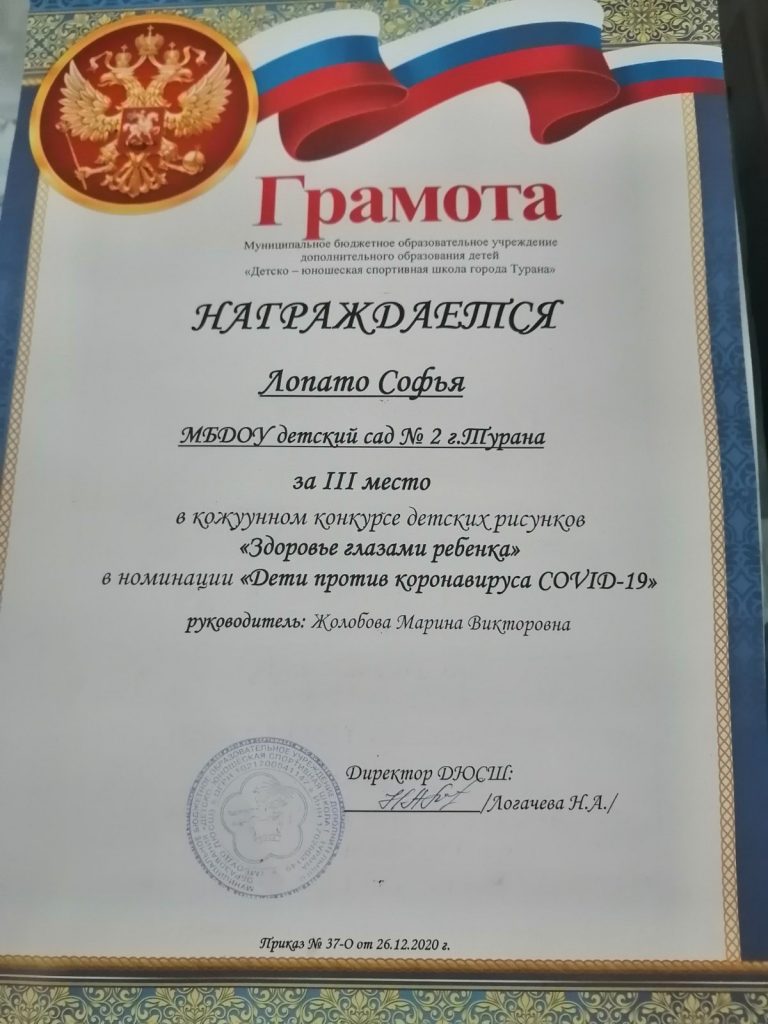 Грамота
Муниципальное бюджетное образовательное учреждение
дополнительного образования детей
«Детско – юношеская спортивная школа города Турана»
НАГРАЖДАЕТСЯ
Лопато Софья
МБДОУ детский сад № 2 г.Турана
за III место
в кожуунном конкурсе детских рисунков
«Здоровье глазами ребенка»
в номинации «Дети против коронавируса COVID-19»
руководитель: Жолобова Марина Викторовна
Директор ДЮСШ:
/Логачева Н.А./
Приказ № 37-О от 26.12.2020 г.